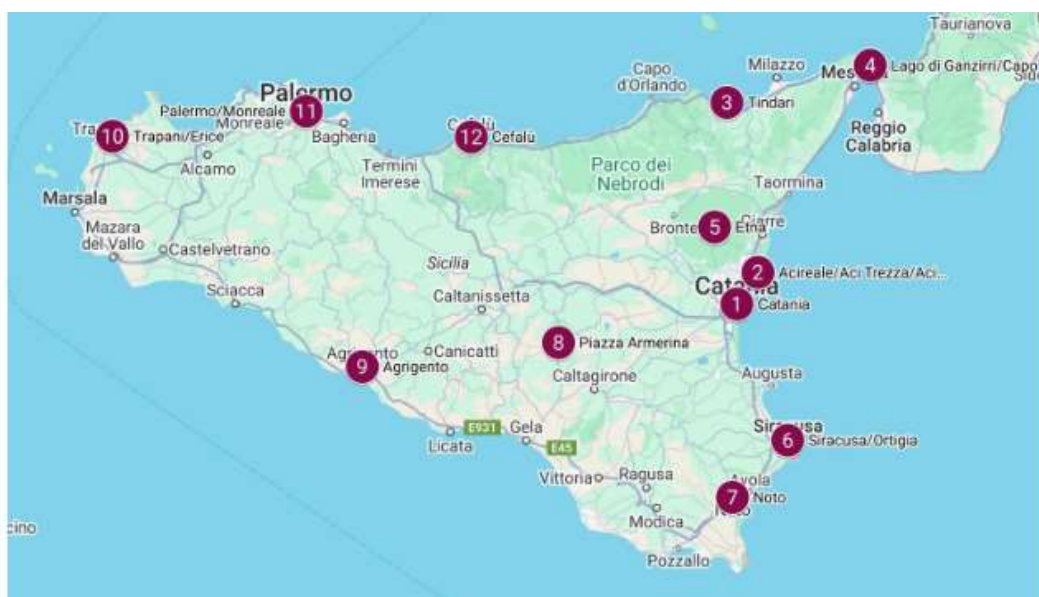 Taurianova
Milazzo
4
Lago di Ganzirri/Capo
Capo
d'Orlando
3
Tindari
Palermo
Palermo/Monreale
11
Monreale
Bagheria
10
Trapani/Erice
12
Cefalù
Reggio
Calabria
Alcamo
Termini
Imerese
Parco dei
Nebrodi
Taormina
Marsala
Mazara
del Vallo
Castelvetrano
Bronte
5
Etna
Giarre
Sicilia
2
Acireale/Aci Trezza/Aci...
Catania
1
Catania
Sciacca
Caltanissetta
8
Piazza Armerina
Agrigento
9
Agrigento
Canicatti
Caltagirone
Augusta
E931
Gela
E45
Licata
Siracusa
6
Siracusa/Ortigia
Vittoria
Ragusa
Avola
7
Noto
Modica
Pozzallo
cino